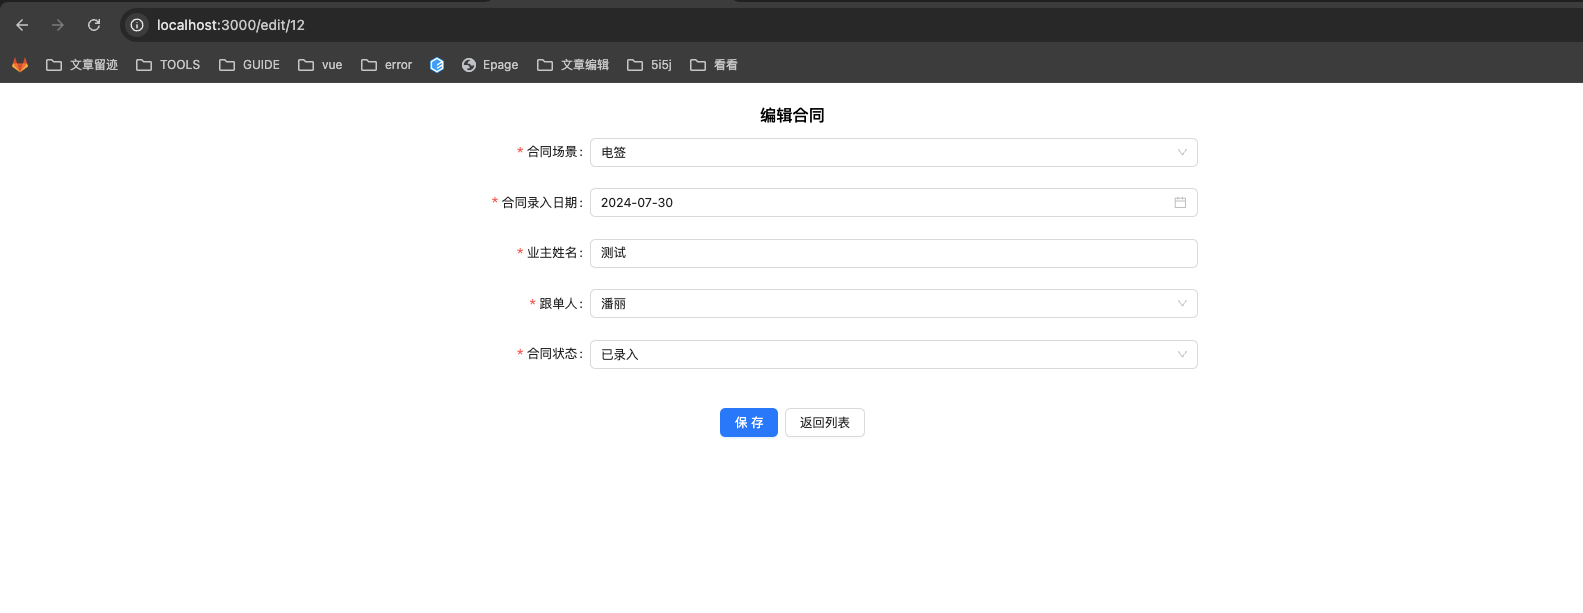 localhost:3000/edit/12
文章留迹 TOOLS GUIDE vue error Epage 文章编辑 5i5j 看看
编辑合同
* 合同场景: 电签
* 合同录入日期: 2024-07-30
* 业主姓名: 测试
* 跟单人: 潘丽
* 合同状态: 已录入
保 存 返回列表